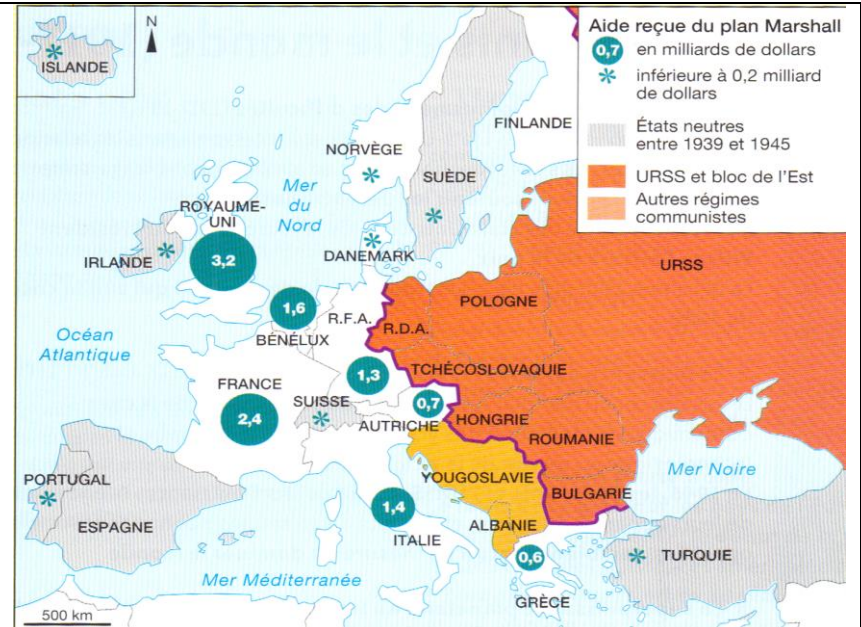 N
ISLANDE
Aide reçue du plan Marshall
0,7 en milliards de dollars
inférieure à 0,2 milliard
de dollars
États neutres
entre 1939 et 1945
URSS et bloc de l'Est
Autres régimes
communistes
FINLANDE
NORVÈGE
SUÈDE
Mer
du
Nord
ROYAUME-
UNI
3,2
IRLANDE
DANEMARK
URSS
1,6
BÉNÉLUX
R.F.A.
R.D.A.
POLOGNE
Océan
Atlantique
TCHÉCOSLOVAQUIE
1,3
FRANCE
2,4
SUISSE
0,7
AUTRICHE
HONGRIE
ROUMANIE
Mer Noire
YOUGOSLAVIE
BULGARIE
PORTUGAL
ESPAGNE
1,4
ITALIE
ALBANIE
0,6
GRÈCE
TURQUIE
Mer Méditerranée
500 km